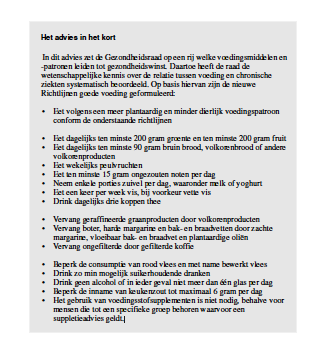 Het advies in het kort
In dit advies zet de Gezondheidsraad op een rij welke voedingsmiddelen en
-patronen leiden tot gezondheidswinst. Daartoe heeft de raad de
wetenschappelijke kennis over de relatie tussen voeding en chronische
ziekten systematisch beoordeeld. Op basis hiervan zijn de nieuwe
Richtlijnen goede voeding geformuleerd:
• Eet volgens een meer plantaardig en minder dierlijk voedingspatroon
conform de onderstaande richtlijnen
• Eet dagelijks ten minste 200 gram groente en ten minste 200 gram fruit
• Eet dagelijks ten minste 90 gram bruin brood, volkorenbrood of andere
volkorenproducten
• Eet wekelijks peulvruchten
• Eet ten minste 15 gram ongezouten noten per dag
• Neem enkele porties zuivel per dag, waaronder melk of yoghurt
• Eet een keer per week vis, bij voorkeur vette vis
• Drink dagelijks drie koppen thee
• Vervang geraffineerde graanproducten door volkorenproducten
• Vervang boter, harde margarine en bak- en braadvetten door zachte
margarine, vloeibaar bak- en braadvet en plantaardige oliën
• Vervang ongefilterde door gefilterde koffie
• Beperk de consumptie van rood vlees en met name bewerkt vlees
• Drink zo min mogelijk suikerhoudende dranken
• Drink geen alcohol of in ieder geval niet meer dan één glas per dag
• Beperk de inname van keukenzout tot maximaal 6 gram per dag
• Het gebruik van voedingsstofsupplementen is niet nodig, behalve voor
mensen die tot een specifieke groep behoren waarvoor een
suppletieadvies geldt.